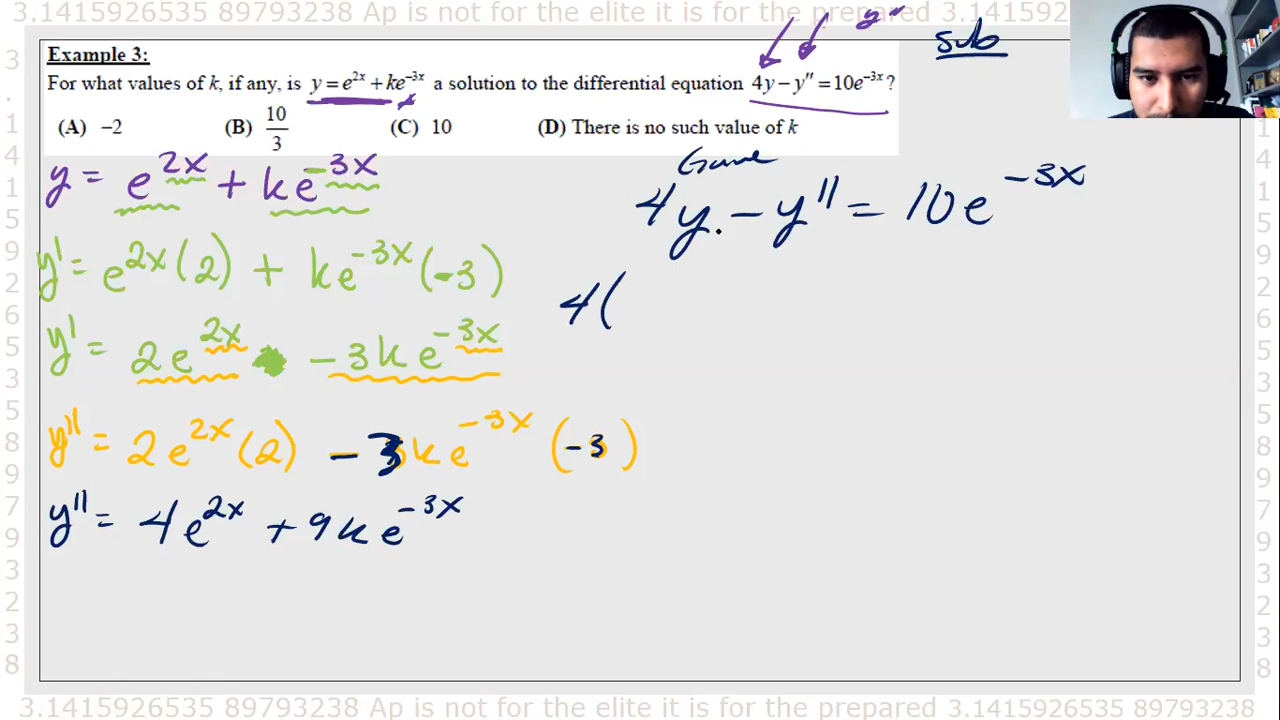 3.1415926535 89793238 Ap is not for the elite it is for the prepared 3.1415926535 89793238
Example 3:
For what values of k, if any, is y = e^{2x} + ke^{-3x} a solution to the differential equation 4y − y″ = 10e^{-3x}?
(A) −2 (B) 10/3 (C) 10 (D) There is no such value of k
y″
sub
y = e^{2x} + ke^{-3x}
y' = e^{2x}(2) + ke^{-3x}(-3)
y' = 2e^{2x} - 3ke^{-3x}
y'' = 2e^{2x}(2) - 3ke^{-3x}(-3)
y'' = 4e^{2x} + 9ke^{-3x}
4y - y'' = 10e^{-3x}
4(
3.1415926535 89793238 Ap is not for the elite it is for the prepared 3.1415926535 89793238